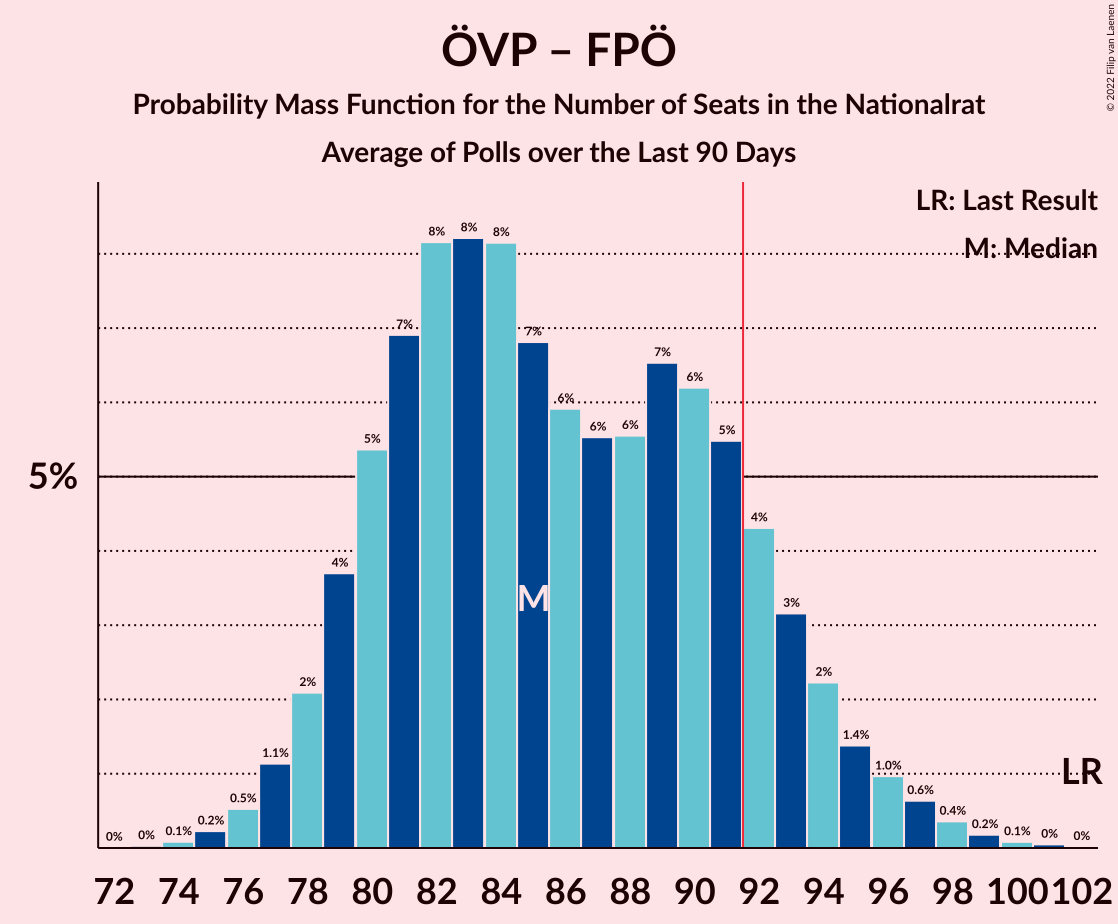 ÖVP – FPÖ
Probability Mass Function for the Number of Seats in the Nationalrat
Average of Polls over the Last 90 Days
© 2022 Filip van Laenen
LR: Last Result
M: Median
5%
0% 0% 0.1% 0.2% 0.5% 1.1% 2% 4% 5% 7% 8% 8% 8% 7% 6% 6% 6% 7% 6% 5% 4% 3% 2% 1.4% 1.0% 0.6% 0.4% 0.2% 0.1% 0% 0%
M
LR
72 74 76 78 80 82 84 86 88 90 92 94 96 98 100 102